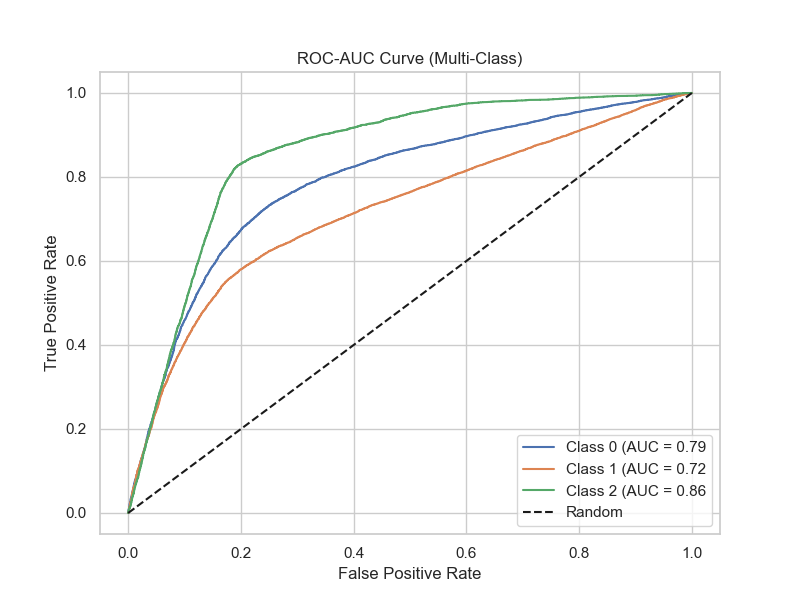 ROC-AUC Curve (Multi-Class)
True Positive Rate
1.0
0.8
0.6
0.4
0.2
0.0
Class 0 (AUC = 0.79
Class 1 (AUC = 0.72
Class 2 (AUC = 0.86
Random
0.0 0.2 0.4 0.6 0.8 1.0
False Positive Rate